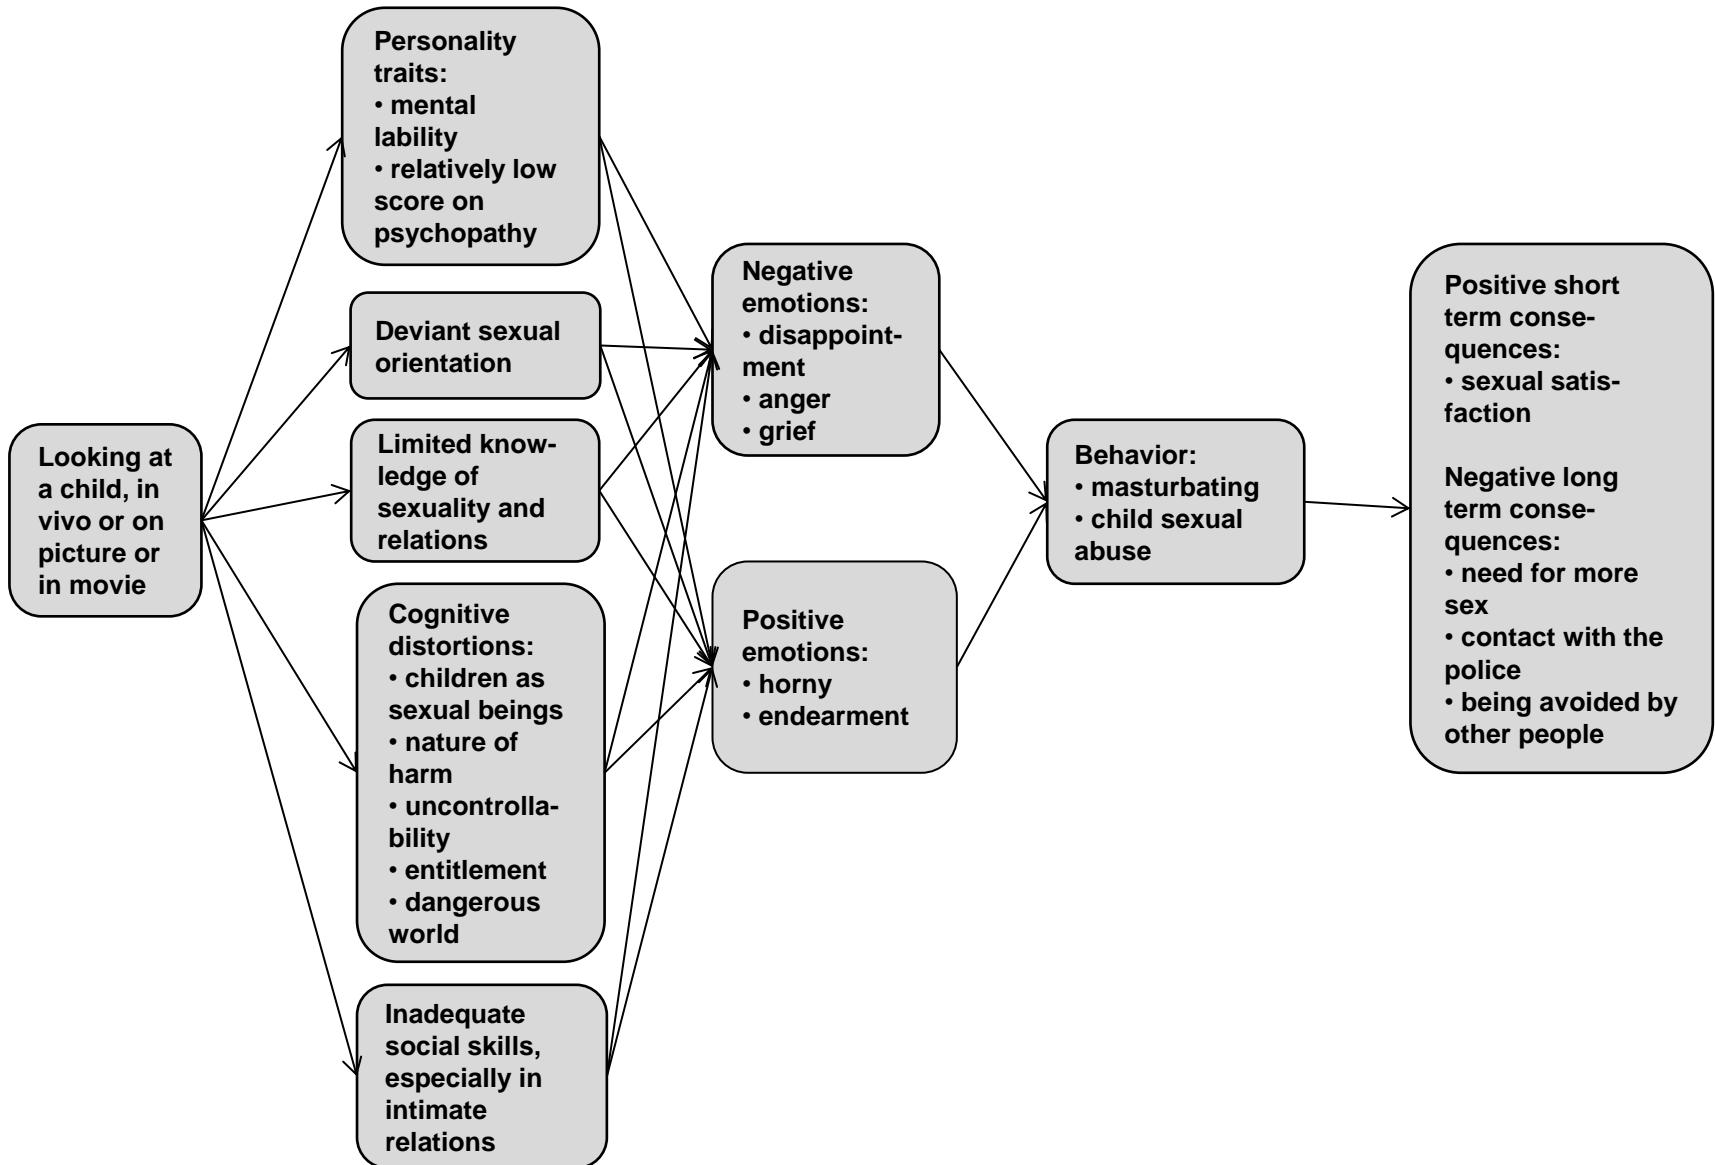 Personality
traits:
• mental
lability
• relatively low
score on
psychopathy
Deviant sexual
orientation
Limited know-
ledge of
sexuality and
relations
Looking at
a child, in
vivo or on
picture or
in movie
Cognitive
distortions:
• children as
sexual beings
• nature of
harm
• uncontrolla-
bility
• entitlement
• dangerous
world
Inadequate
social skills,
especially in
intimate
relations
Negative
emotions:
• disappoint-
ment
• anger
• grief
Positive
emotions:
• horny
• endearment
Behavior:
• masturbating
• child sexual
abuse
Positive short
term conse-
quences:
• sexual satis-
faction
Negative long
term conse-
quences:
• need for more
sex
• contact with the
police
• being avoided by
other people